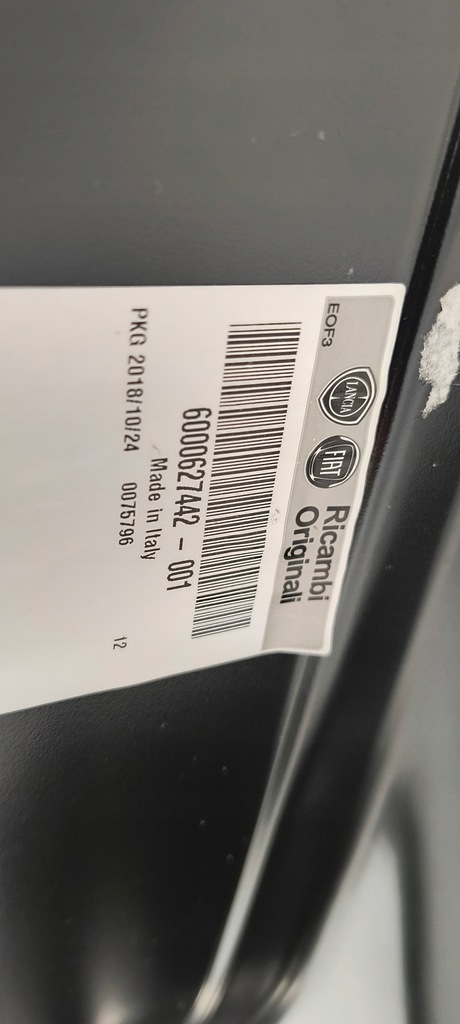 EOF3
LANCIA
FIAT
Ricambi
Originali
6000627442 - 001
Made in Italy
PKG 2018/10/24 0075796 12